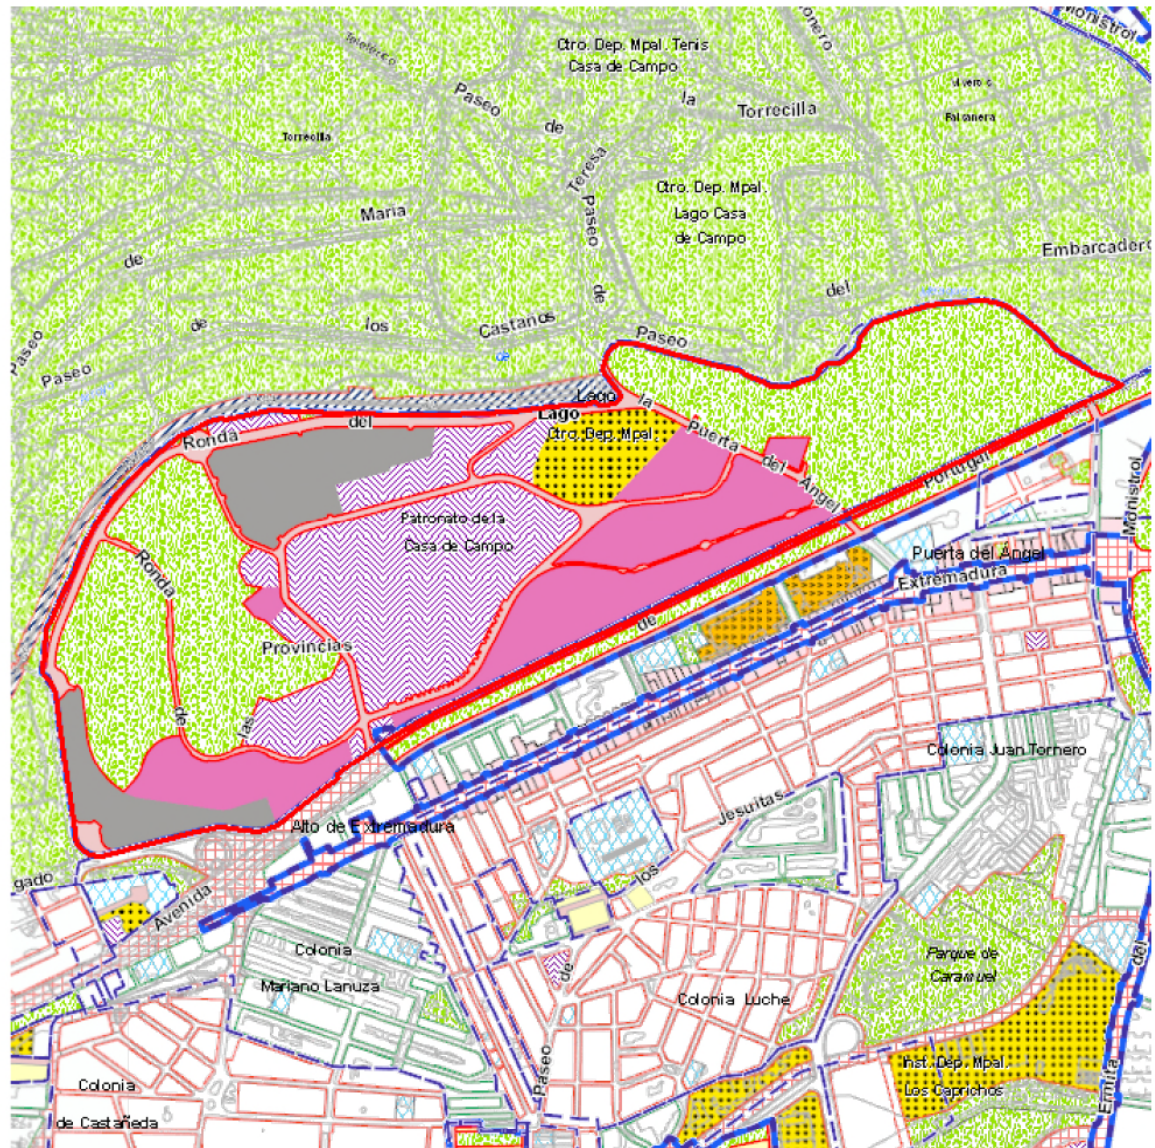 Monistrol
Teleferico
Ctro. Dep. Mpal. Tenis
Casa de Campo
Paseo
de
la
Torrecilla
Torrecilla
Teresa
Maria
de
Paseo
Paseo
de
Ctro. Dep. Mpal.
Lago Casa
de Campo
Embarcadero
del
de
los
Castaños
Paseo
de
Paseo
Lago
Lago
la
Puerta
del
Angel
Ronda
del
Ctro. Dep. Mpal.
Portugal
de
Monistrol
Patronato de la
Casa de Campo
Puerta del Angel
Extremadura
Ronda
de
las
Provincias
Colonia Juan Tornero
Jesuitas
los
de
Paseo
Alto de Extremadura
gado
Avenida
Colonia
Mariano Lanuza
Colonia Luche
Parque de
Caramuel
del
Ermita
Inst. Dep. Mpal.
Los Caprichos
Colonia
de Castañeda